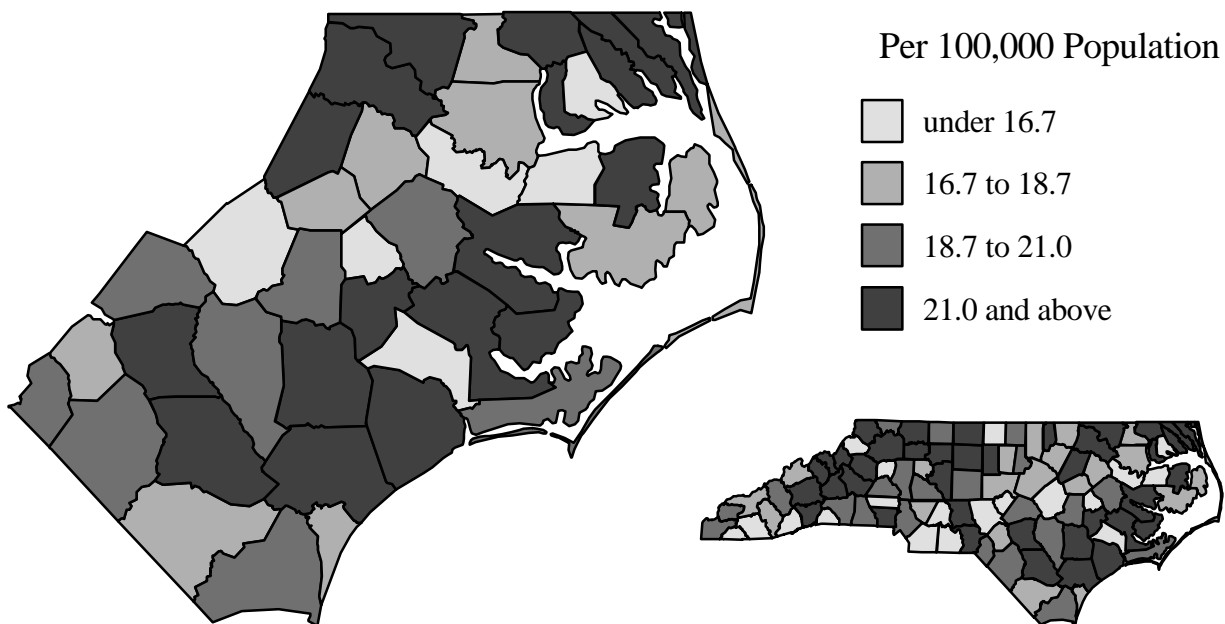 Per 100,000 Population
under 16.7
16.7 to 18.7
18.7 to 21.0
21.0 and above